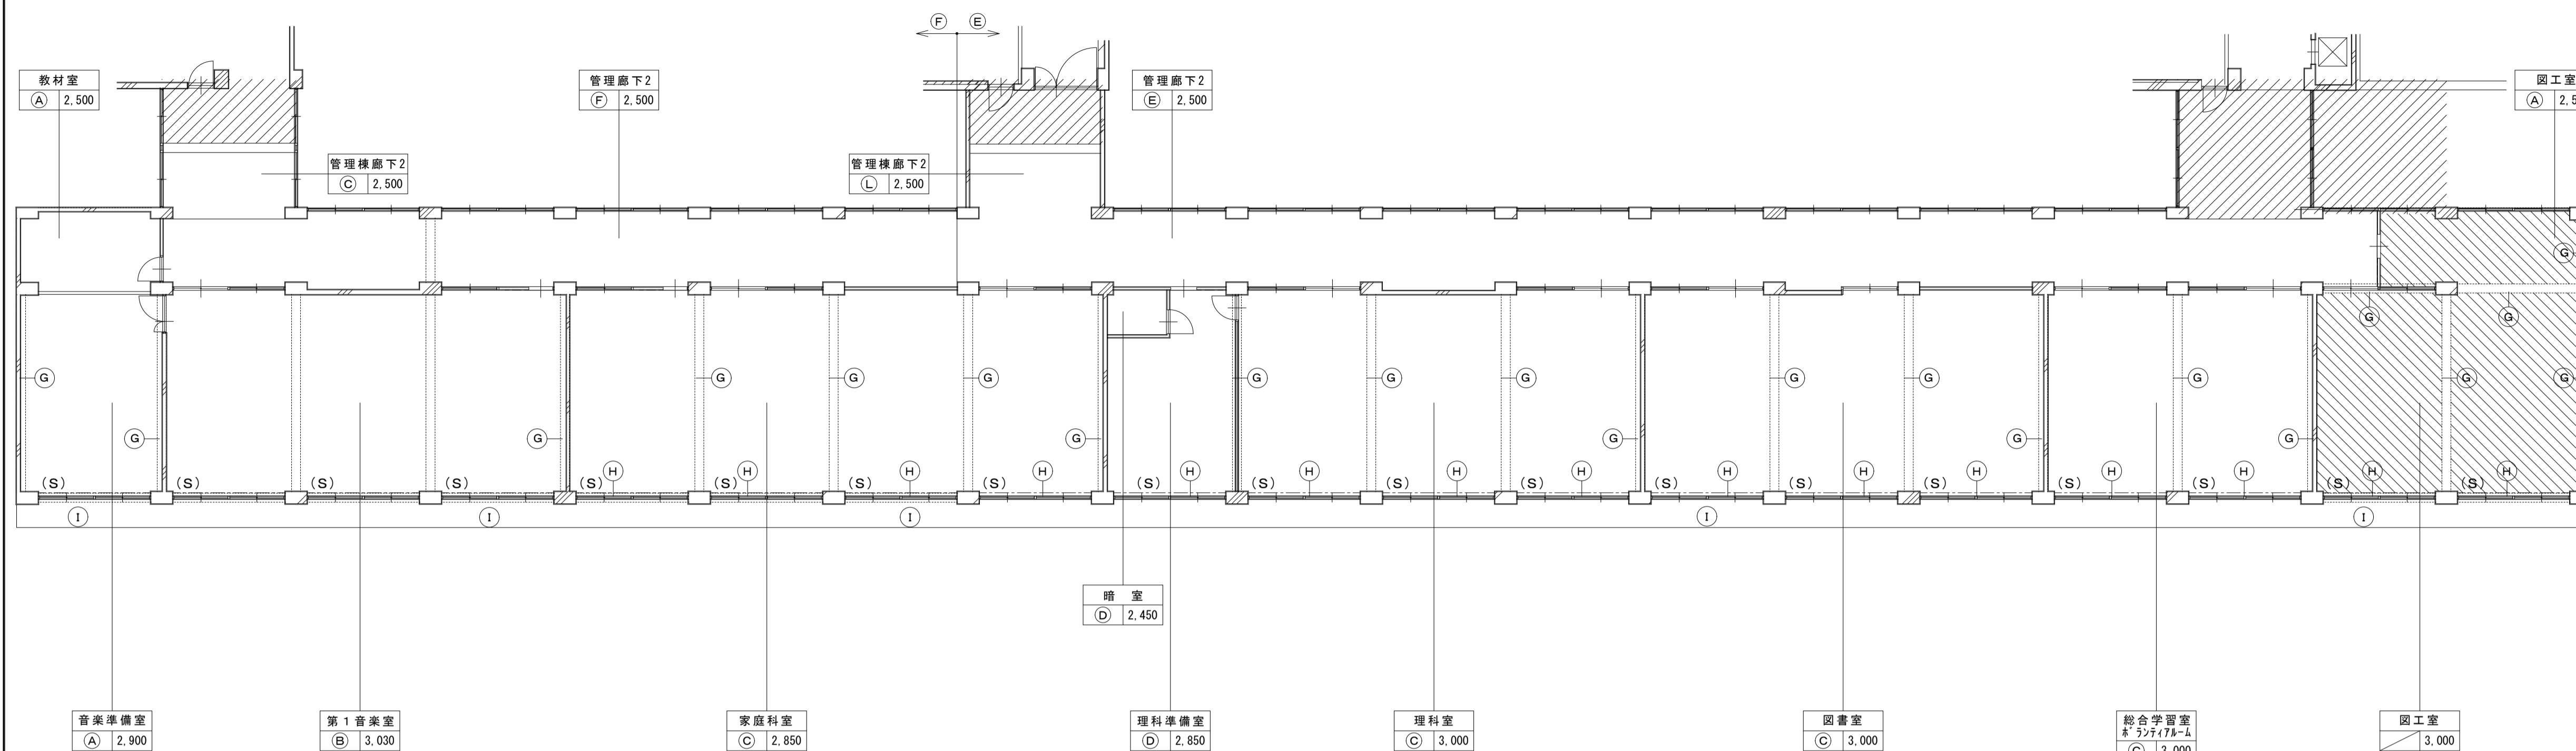 Ⓕ Ⓔ
教材室
Ⓐ 2,500
管理廊下2
Ⓕ 2,500
管理廊下2
Ⓔ 2,500
図工室
Ⓐ
管理棟廊下2
Ⓒ 2,500
管理棟廊下2
Ⓛ 2,500
Ⓖ
Ⓖ Ⓖ
Ⓖ Ⓖ Ⓖ Ⓖ Ⓖ Ⓖ Ⓖ Ⓖ Ⓖ Ⓖ Ⓖ Ⓖ
Ⓖ Ⓖ Ⓖ Ⓖ Ⓖ Ⓖ
Ⓗ Ⓗ Ⓗ Ⓗ Ⓗ Ⓗ Ⓗ Ⓗ Ⓗ Ⓗ Ⓗ Ⓗ Ⓗ Ⓗ Ⓗ
(S) (S) (S) (S) (S) (S) (S) (S) (S) (S) (S) (S) (S) (S) (S) (S) (S) (S) (S)
Ⓘ Ⓘ Ⓘ Ⓘ Ⓘ
暗 室
Ⓓ 2,450
音楽準備室
Ⓐ 2,900
第1音楽室
Ⓑ 3,030
家庭科室
Ⓒ 2,850
理科準備室
Ⓓ 2,850
理科室
Ⓒ 3,000
図書室
Ⓒ 3,000
総合学習室
ボランティアルーム
Ⓒ 3,000
図工室
3,000